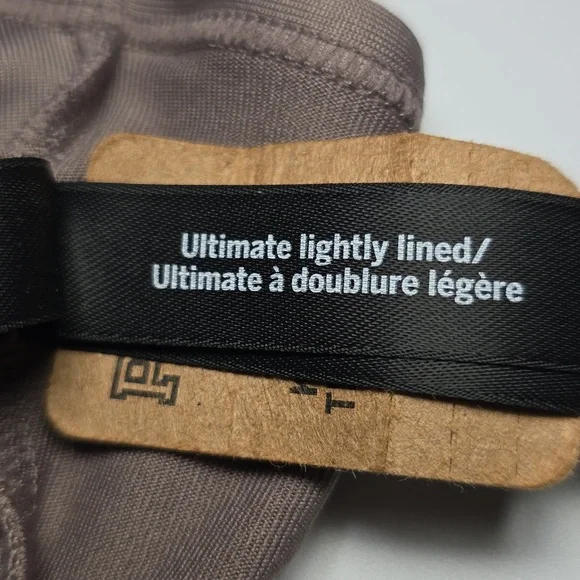 Ultimate lightly lined/
Ultimate à doublure légère